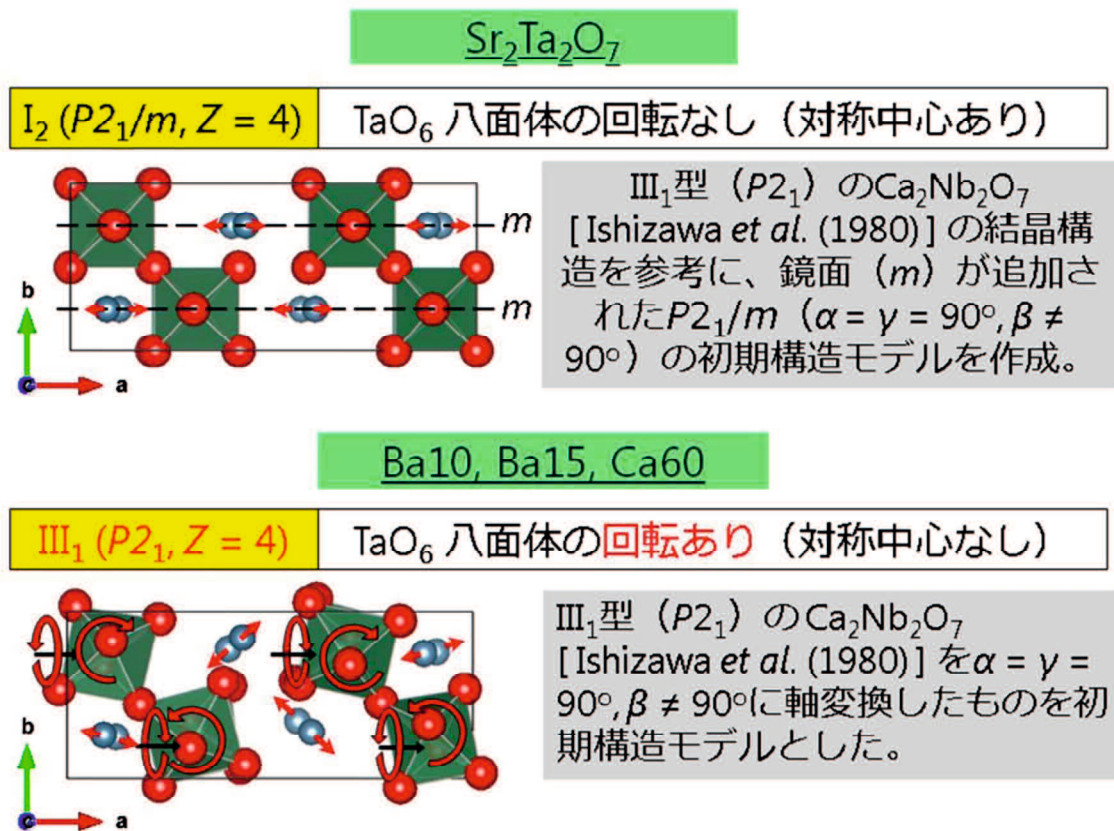 Sr₂Ta₂O₇
I₂ (P2₁/m, Z = 4)
TaO₆ 八面体の回転なし（対称中心あり）
m
m
b
c
a
III₁型（P2₁）のCa₂Nb₂O₇
[Ishizawa et al. (1980)] の結晶構
造を参考に、鏡面（m）が追加さ
れたP2₁/m（α = γ = 90°, β ≠
90°）の初期構造モデルを作成。
Ba10, Ba15, Ca60
III₁ (P2₁, Z = 4)
TaO₆ 八面体の回転あり（対称中心なし）
b
c
a
III₁型（P2₁）のCa₂Nb₂O₇
[Ishizawa et al. (1980)] をα = γ =
90°, β ≠ 90°に軸変換したものを初
期構造モデルとした。